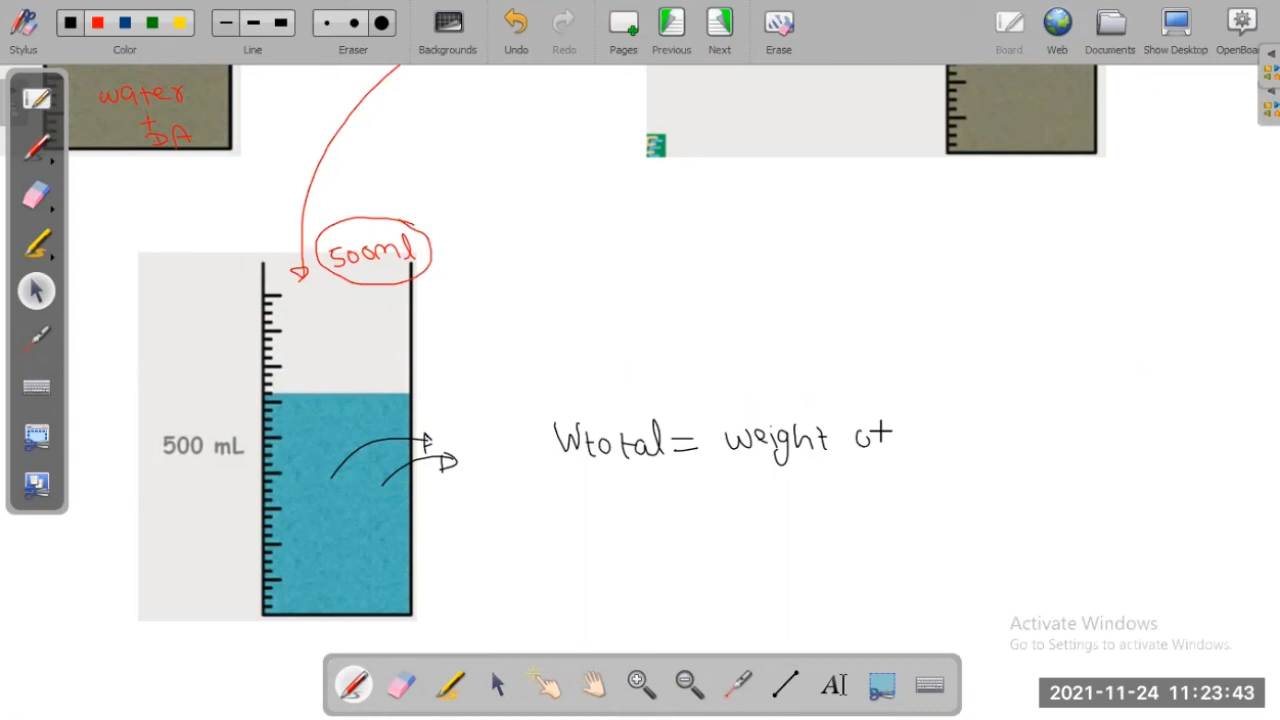 Stylus
Color
Line
Eraser
Backgrounds
Undo
Redo
Pages
Previous
Next
Erase
Board
Web
Documents
Show Desktop
OpenBoa
water
+
DA
500ml
500 mL
Wtotal = weight of
Activate Windows
Go to Settings to activate Windows.
AI
2021-11-24 11:23:43